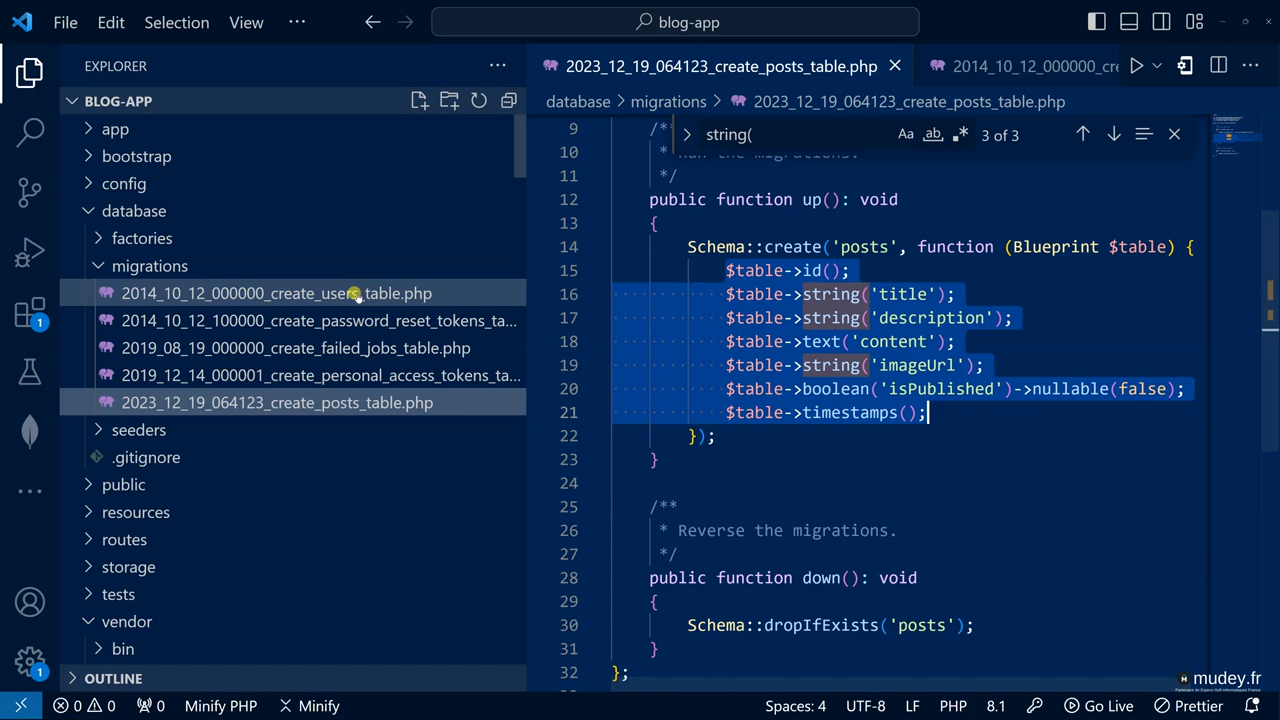 File Edit Selection View ··· blog-app
EXPLORER
BLOG-APP
app
bootstrap
config
database
factories
migrations
2014_10_12_000000_create_users_table.php
2014_10_12_100000_create_password_reset_tokens_ta...
2019_08_19_000000_create_failed_jobs_table.php
2019_12_14_000001_create_personal_access_tokens_ta...
2023_12_19_064123_create_posts_table.php
seeders
.gitignore
public
resources
routes
storage
tests
vendor
bin
OUTLINE
2023_12_19_064123_create_posts_table.php 2014_10_12_000000_cre
database > migrations > 2023_12_19_064123_create_posts_table.php
string( Aa ab 3 of 3
9 /**
10 * Run the migrations.
11 */
12 public function up(): void
13 {
14 Schema::create('posts', function (Blueprint $table) {
15 $table->id();
16 $table->string('title');
17 $table->string('description');
18 $table->text('content');
19 $table->string('imageUrl');
20 $table->boolean('isPublished')->nullable(false);
21 $table->timestamps();
22 });
23 }
24
25 /**
26 * Reverse the migrations.
27 */
28 public function down(): void
29 {
30 Schema::dropIfExists('posts');
31 }
32 };
mudey.fr
1
1
0 0 0 Minify PHP Minify Spaces: 4 UTF-8 LF PHP 8.1 Go Live Prettier